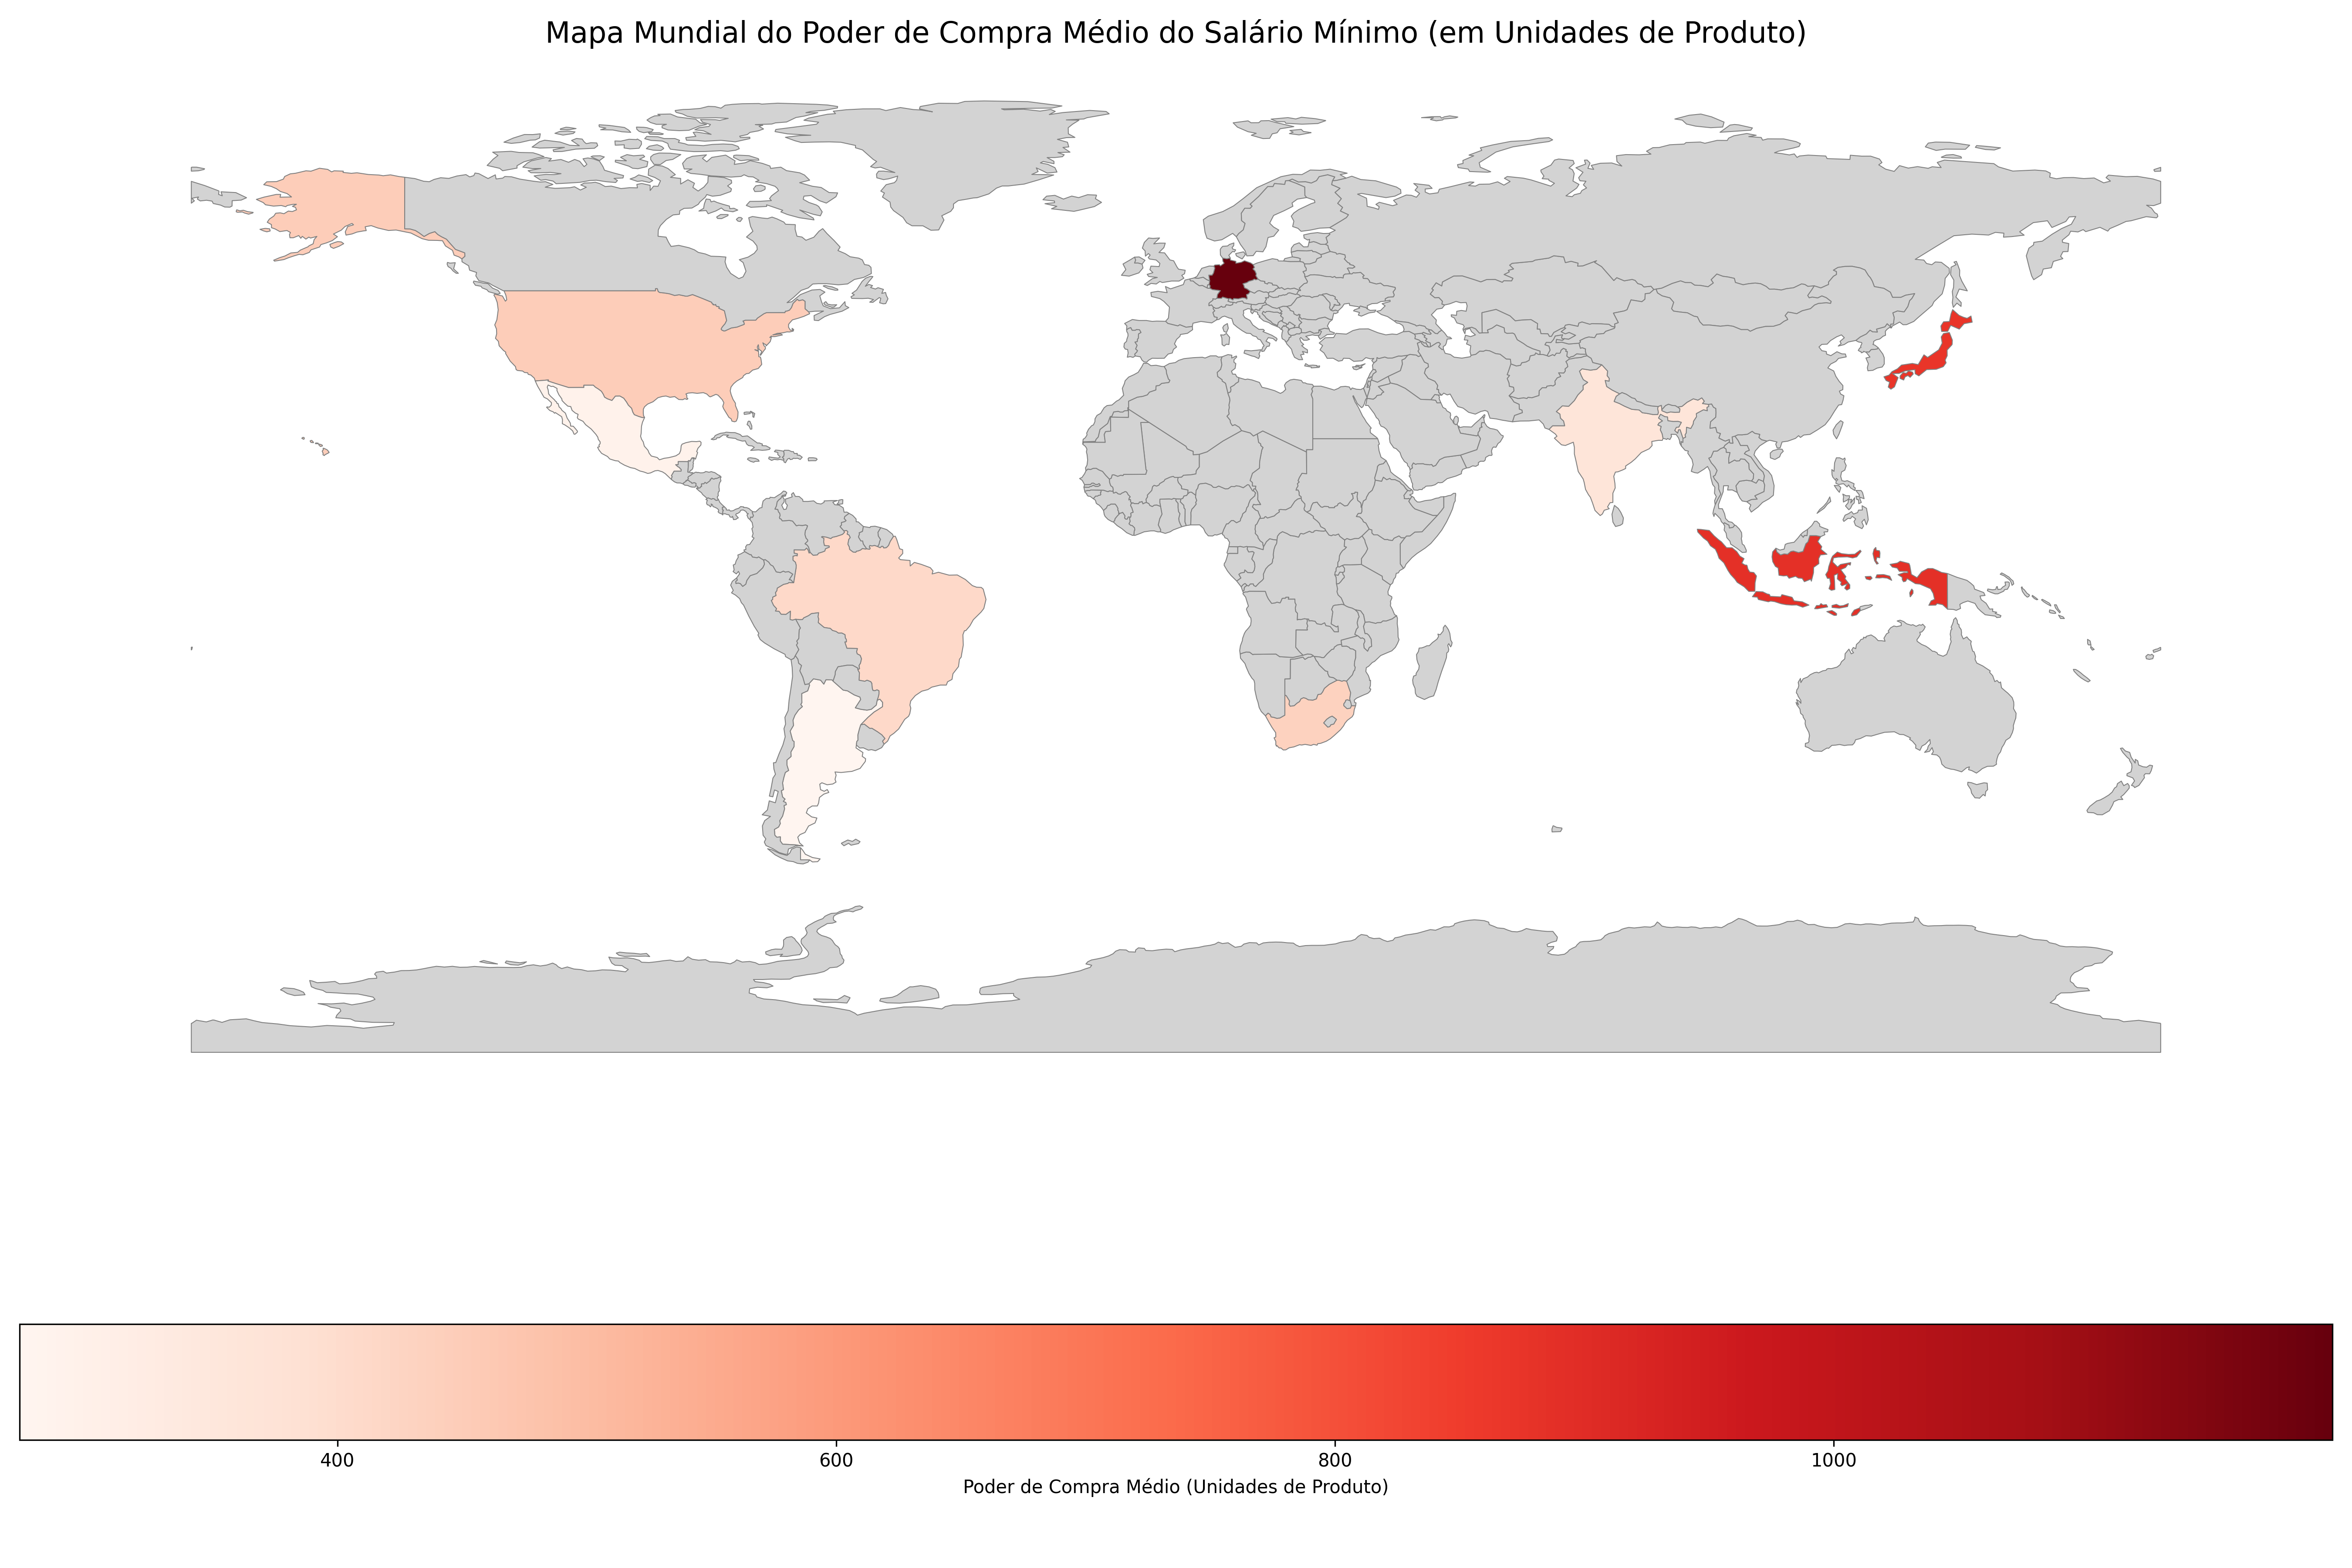 Mapa Mundial do Poder de Compra Médio do Salário Mínimo (em Unidades de Produto)
400 600 800 1000
Poder de Compra Médio (Unidades de Produto)